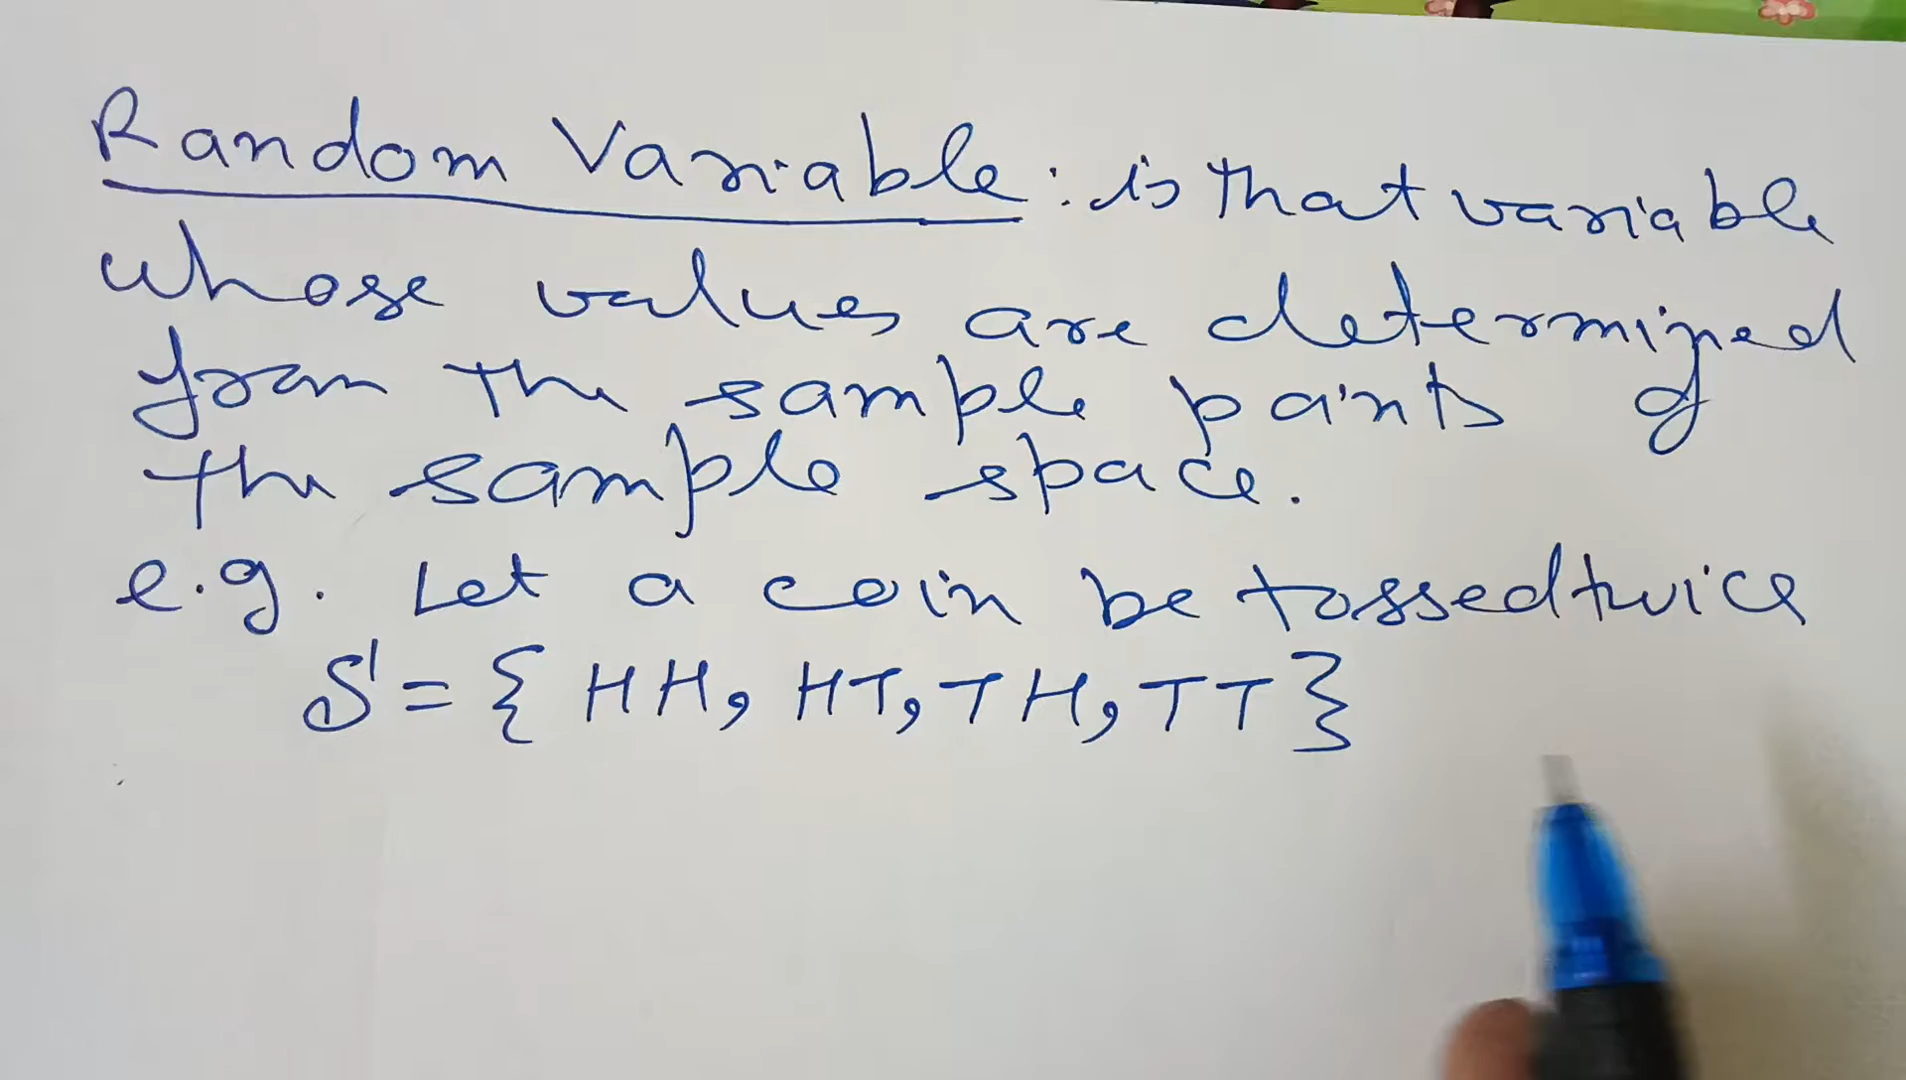 Random Variable : is that variable
whose values are determined
from the sample points of
the sample space.
e.g. Let a coin be tossed twice
S = { HH, HT, TH, TT }